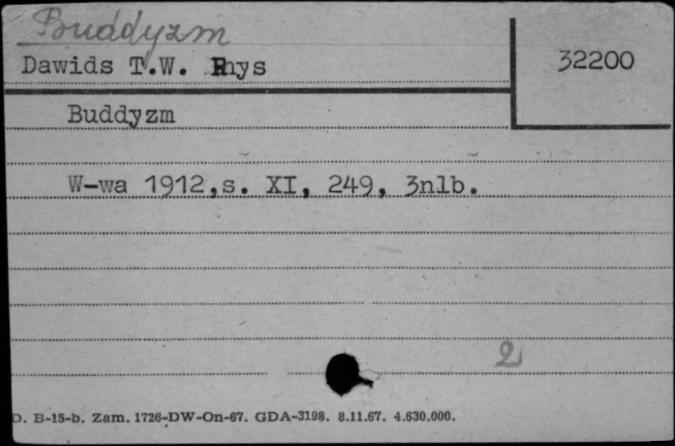 Buddyzm
Dawids T.W. Rhys
32200
Buddyzm
W-wa 1912,s. XI, 249, 3nlb.
2
D. B-15-b. Zam. 1726-DW-On-67. GDA-3198. 8.11.67. 4.630.000.